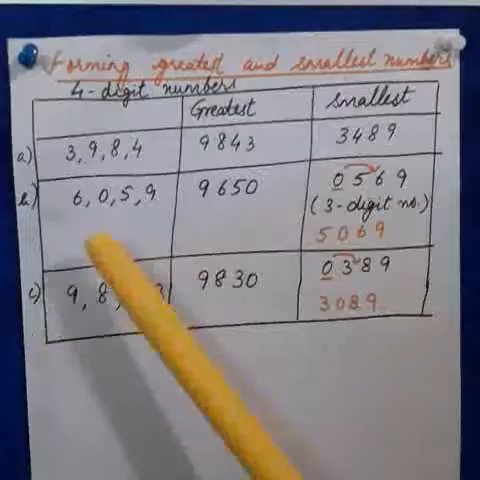 Forming greatest and smallest numbers
4-digit numbers
Greatest Smallest
a) 3,9,8,4 9843 3489
b) 6,0,5,9 9650 0569
(3-digit no.)
5069
c) 9,8, 3 9830 0389
3089